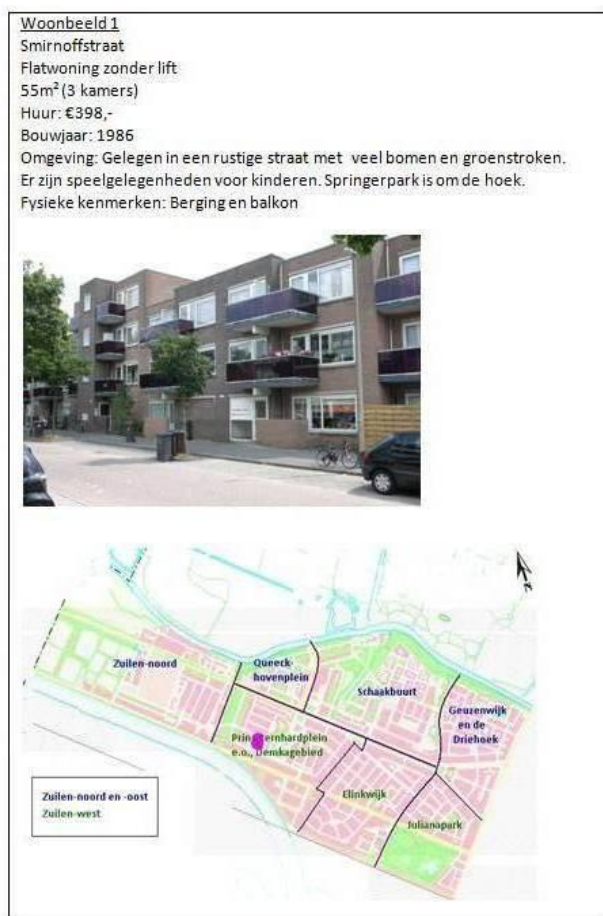 Woonbeeld 1
Smirnoffstraat
Flatwoning zonder lift
55m² (3 kamers)
Huur: €398,-
Bouwjaar: 1986
Omgeving: Gelegen in een rustige straat met veel bomen en groenstroken.
Er zijn speelgelegenheden voor kinderen. Springerpark is om de hoek.
Fysieke kenmerken: Berging en balkon
Zuilen-noord
Queeck-
hovenplein
Schaakbuurt
Geuzenwijk
en de
Driehoek
e.o., Demkagebied
Elinkwijk
Julianapark
Zuilen-noord en -oost
Zuilen-west